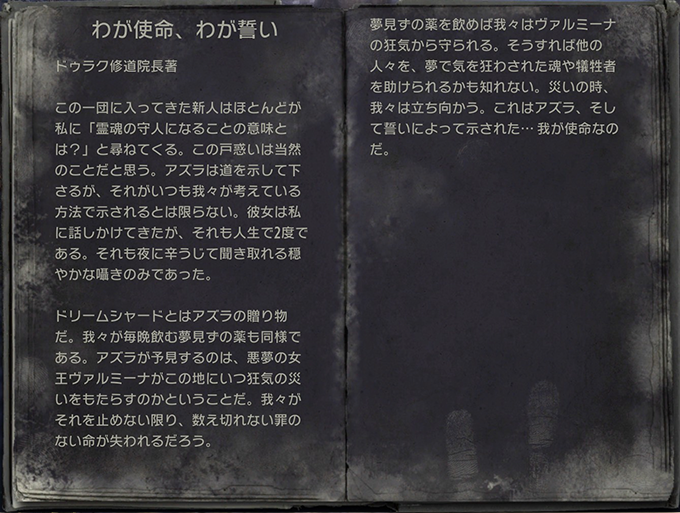 わが使命、わが誓い
ドゥラク修道院長著
この一団に入ってきた新人はほとんどが
私に「霊魂の守人になることの意味と
は?」と尋ねてくる。この戸惑いは当然
のことだと思う。アズラは道を示して下
さるが、それがいつも我々が考えている
方法で示されるとは限らない。彼女は私
に話しかけてきたが、それも人生で2度で
ある。それも夜に辛うじて聞き取れる穏
やかな囁きのみであった。
ドリームシャードとはアズラの贈り物
だ。我々が毎晩飲む夢見ずの薬も同様で
ある。アズラが予見するのは、悪夢の女
王ヴァルミーナがこの地にいつ狂気の災
いをもたらすのかということだ。我々が
それを止めない限り、数え切れない罪の
ない命が失われるだろう。
夢見ずの薬を飲めば我々はヴァルミーナ
の狂気から守られる。そうすれば他の
人々を、夢で気を狂わされた魂や犠牲者
を助けられるかも知れない。災いの時、
我々は立ち向かう。これはアズラ、そし
て誓いによって示された… 我が使命なの
だ。